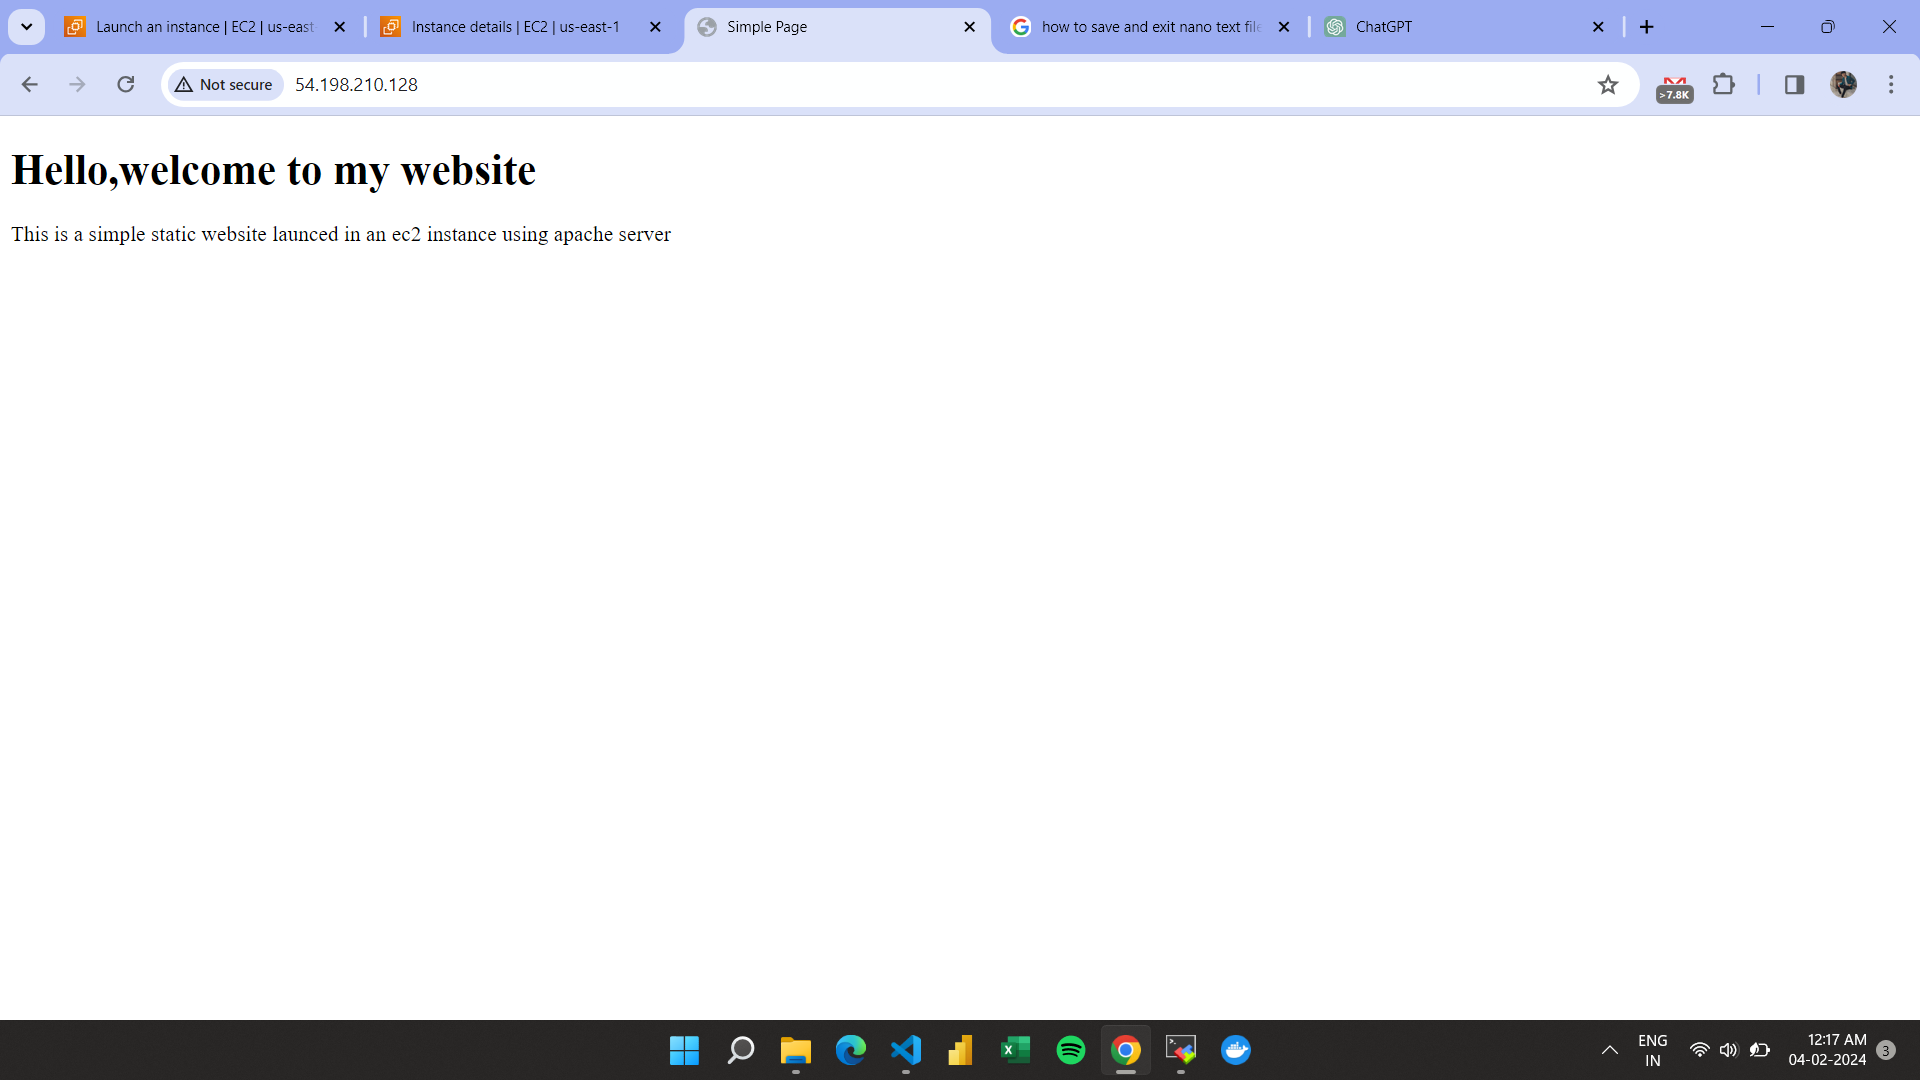 Launch an instance | EC2 | us-east
Instance details | EC2 | us-east-1
Simple Page
how to save and exit nano text file
ChatGPT
Not secure
54.198.210.128
>7.8K
Hello,welcome to my website
This is a simple static website launced in an ec2 instance using apache server
ENG
IN
12:17 AM
04-02-2024
3